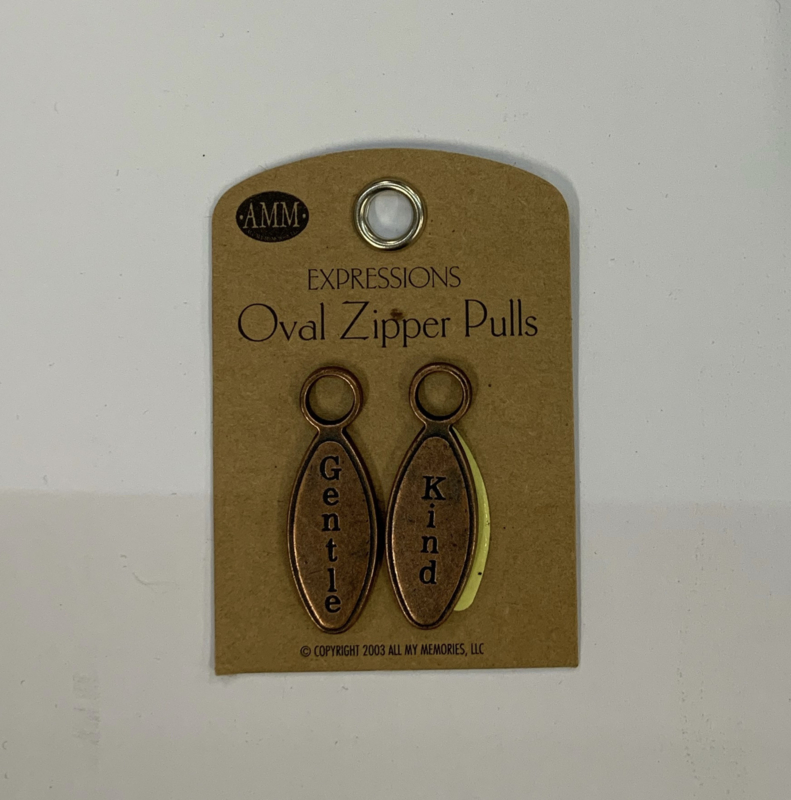 ·AMM·
EXPRESSIONS
Oval Zipper Pulls
Gentle
Kind
© COPYRIGHT 2003 ALL MY MEMORIES, LLC